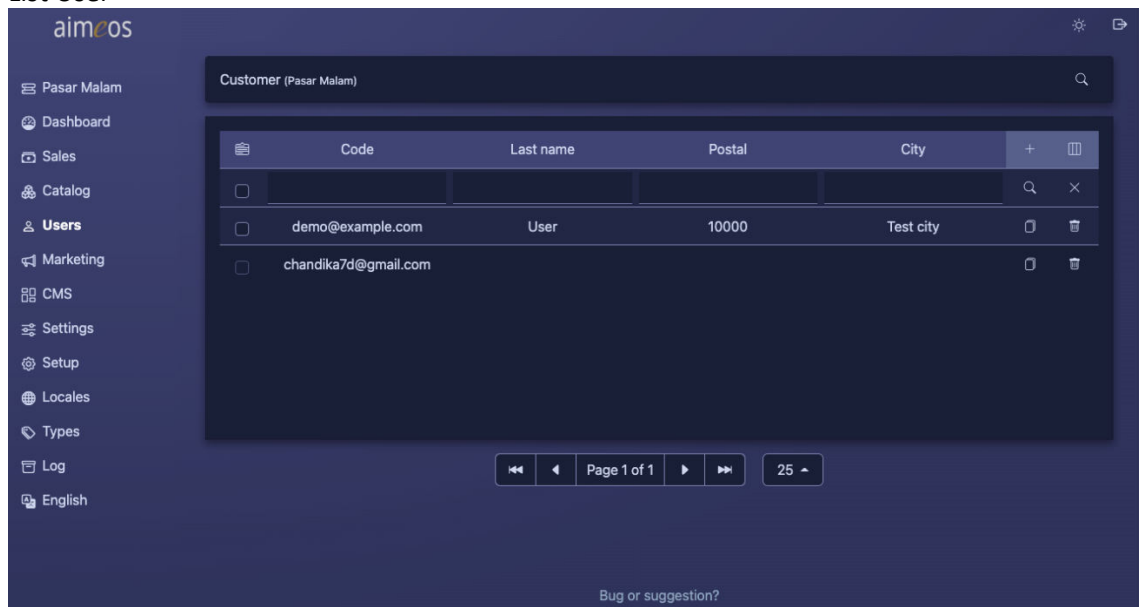 aimeos
Customer (Pasar Malam)
Pasar Malam
Dashboard
Sales
Catalog
Users
Marketing
CMS
Settings
Setup
Locales
Types
Log
English
Code Last name Postal City
demo@example.com User 10000 Test city
chandika7d@gmail.com
Page 1 of 1 25
Bug or suggestion?